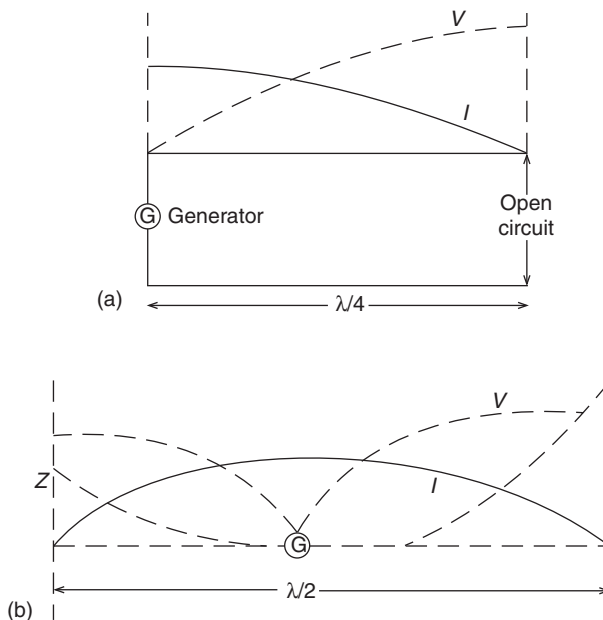 V
I
G Generator
Open
circuit
(a)
λ/4
V
Z
I
G
λ/2
(b)